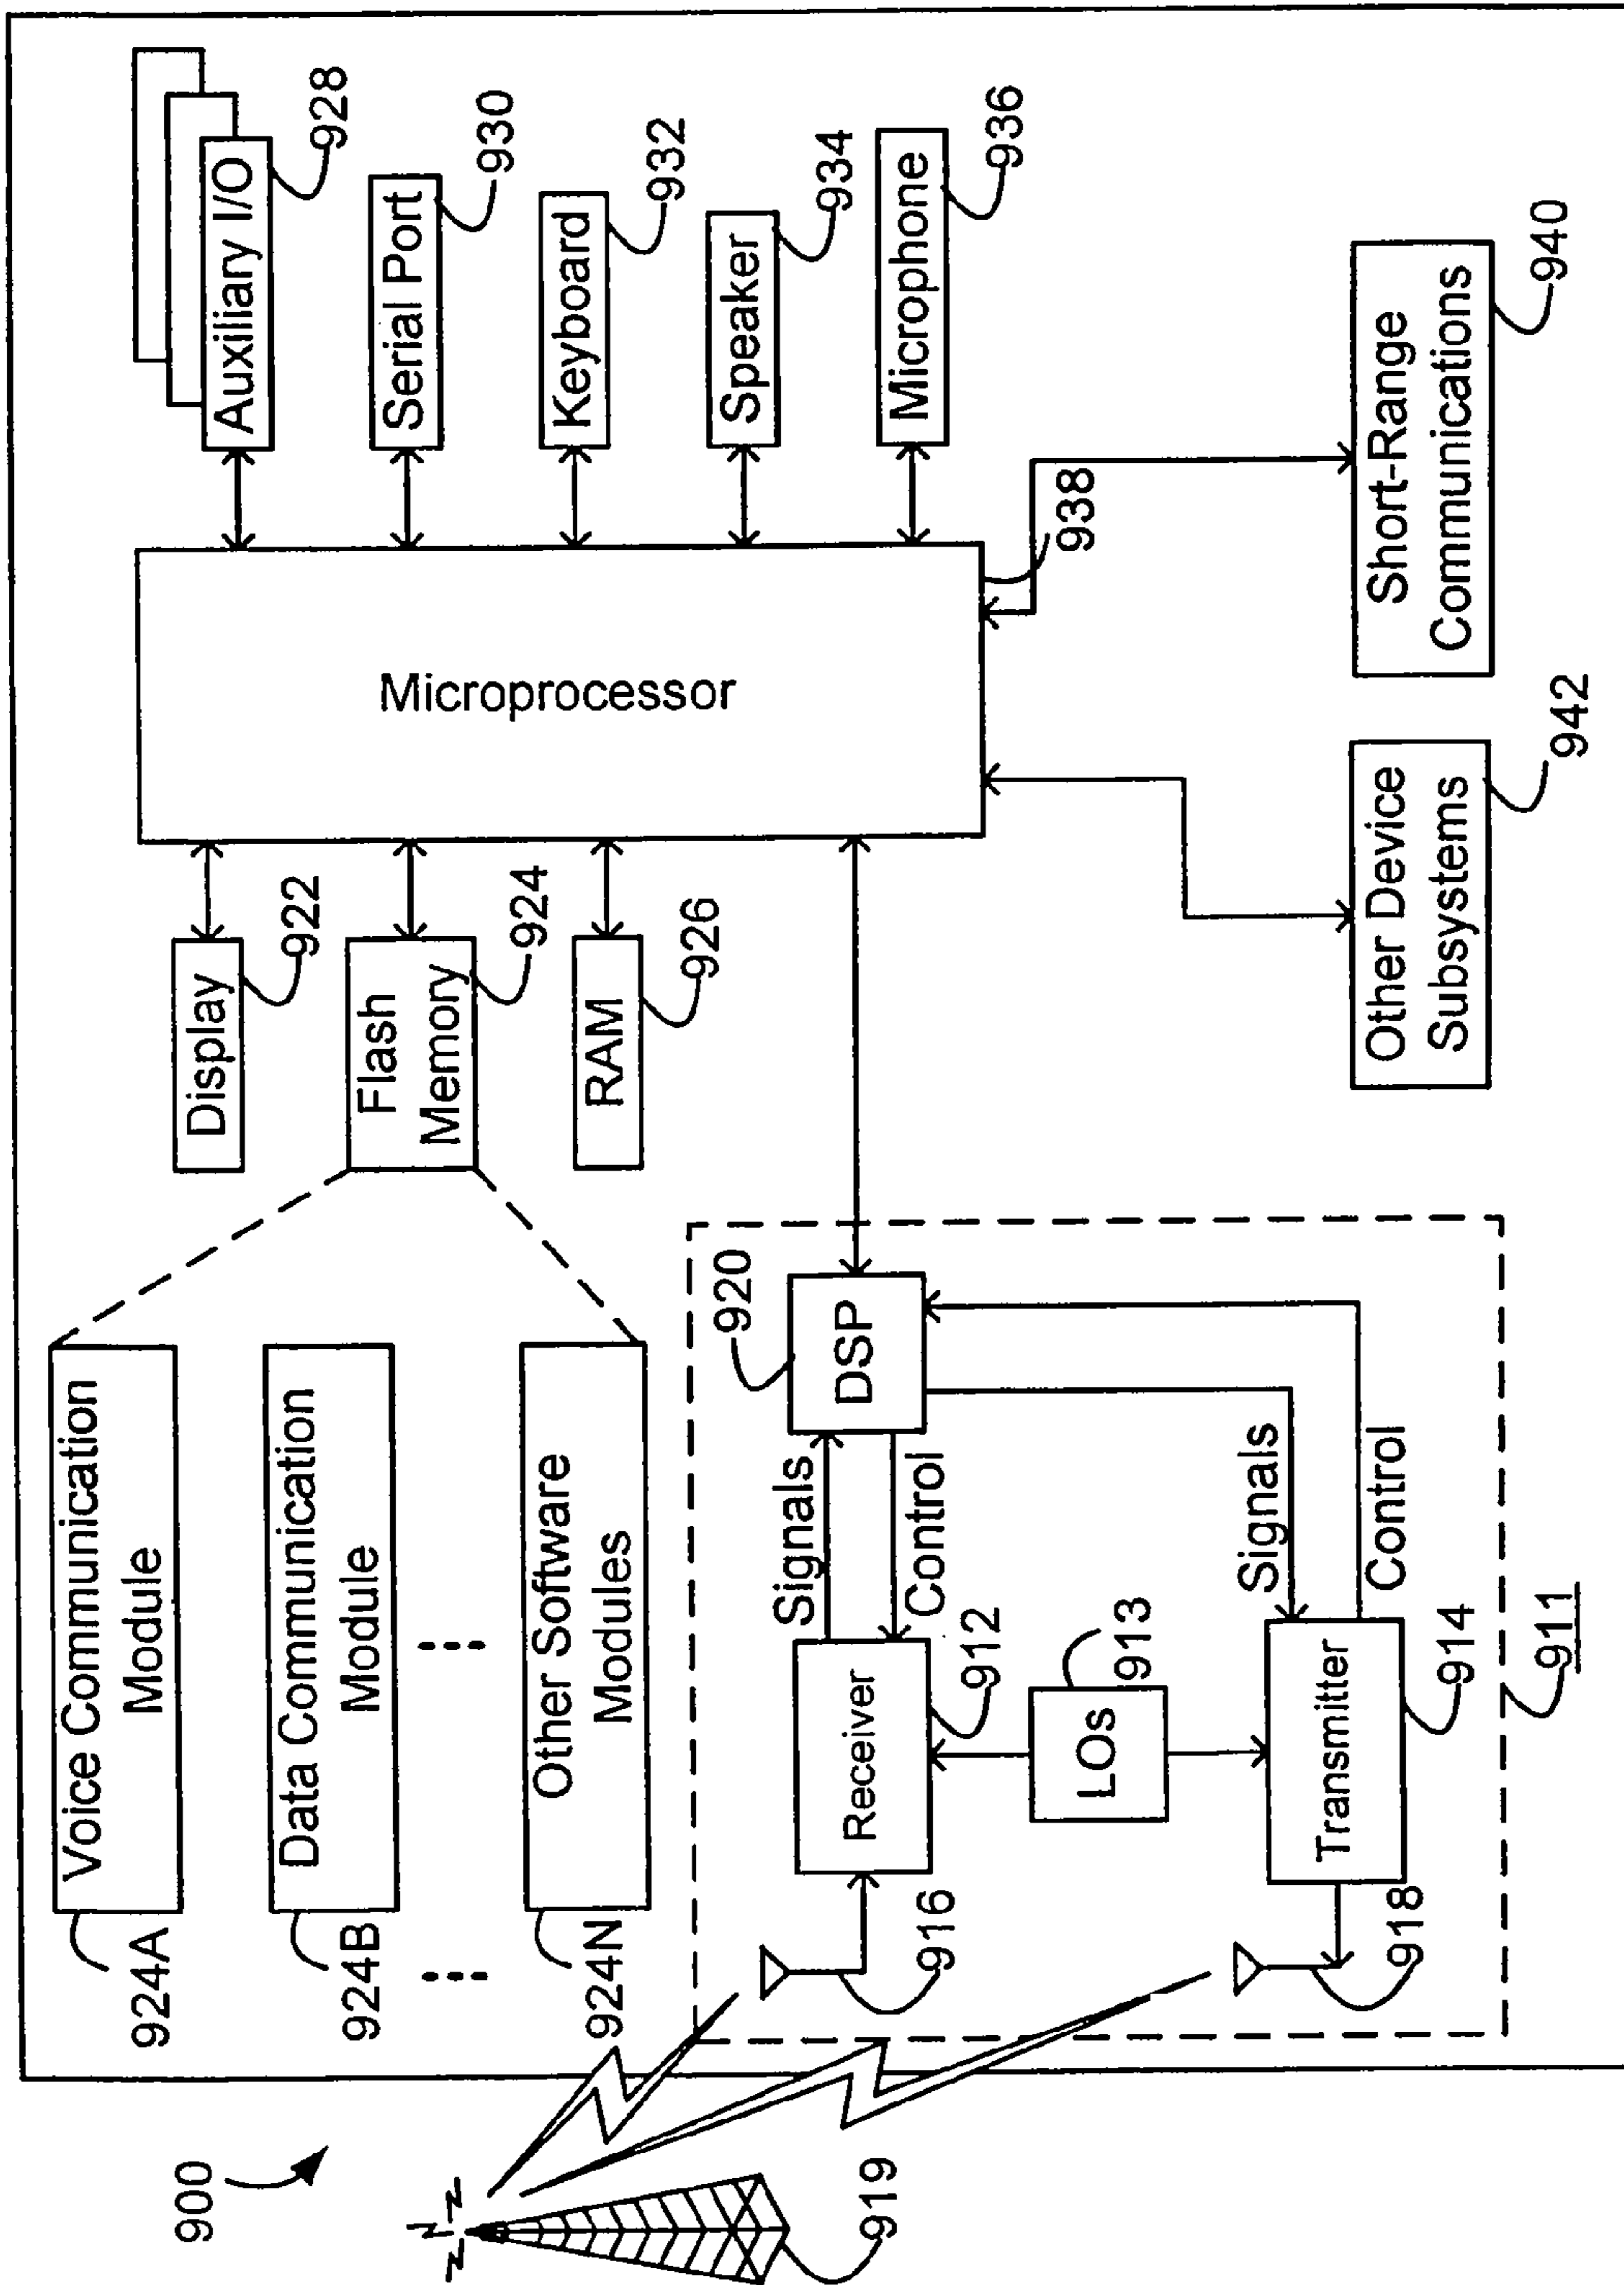 900
919
924A
Voice Communication
Module
924B
Data Communication
Module
924N
Other Software
Modules
Display
922
Flash
Memory
924
RAM
926
Microprocessor
938
Auxiliary I/O
928
Serial Port
930
Keyboard
932
Speaker
934
Microphone
936
Short-Range
Communications
940
Other Device
Subsystems
942
DSP
920
Signals
Control
Receiver
912
916
LOs
913
Signals
Control
Transmitter
914
918
911